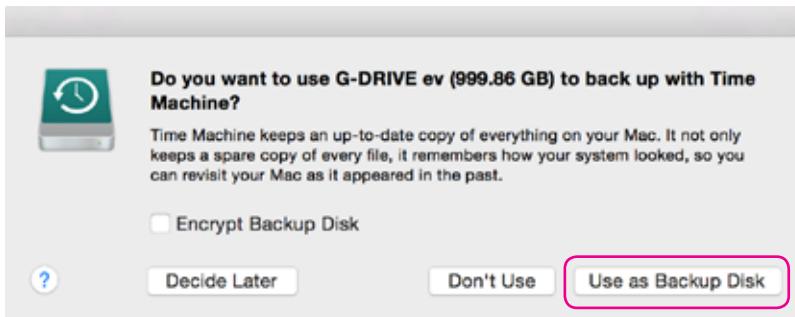 Do you want to use G-DRIVE ev (999.86 GB) to back up with Time
Machine?
Time Machine keeps an up-to-date copy of everything on your Mac. It not only
keeps a spare copy of every file, it remembers how your system looked, so you
can revisit your Mac as it appeared in the past.
Encrypt Backup Disk
? Decide Later Don't Use Use as Backup Disk